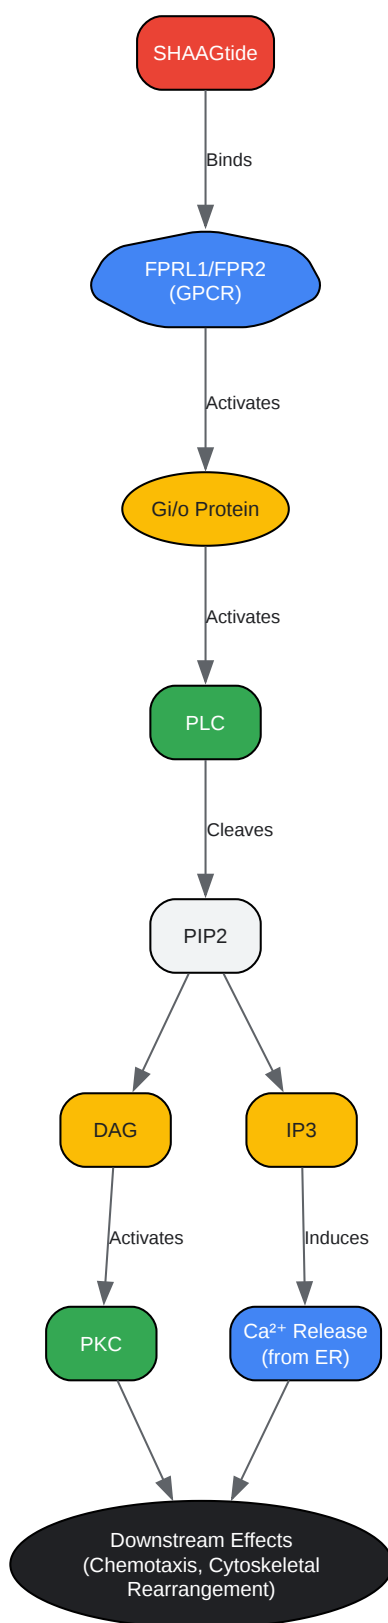 SHAAGtide
Binds
FPRL1/FPR2
(GPCR)
Activates
Gi/o Protein
Activates
PLC
Cleaves
PIP2
DAG
IP3
Activates
Induces
PKC
Ca²⁺ Release
(from ER)
Downstream Effects
(Chemotaxis, Cytoskeletal
Rearrangement)